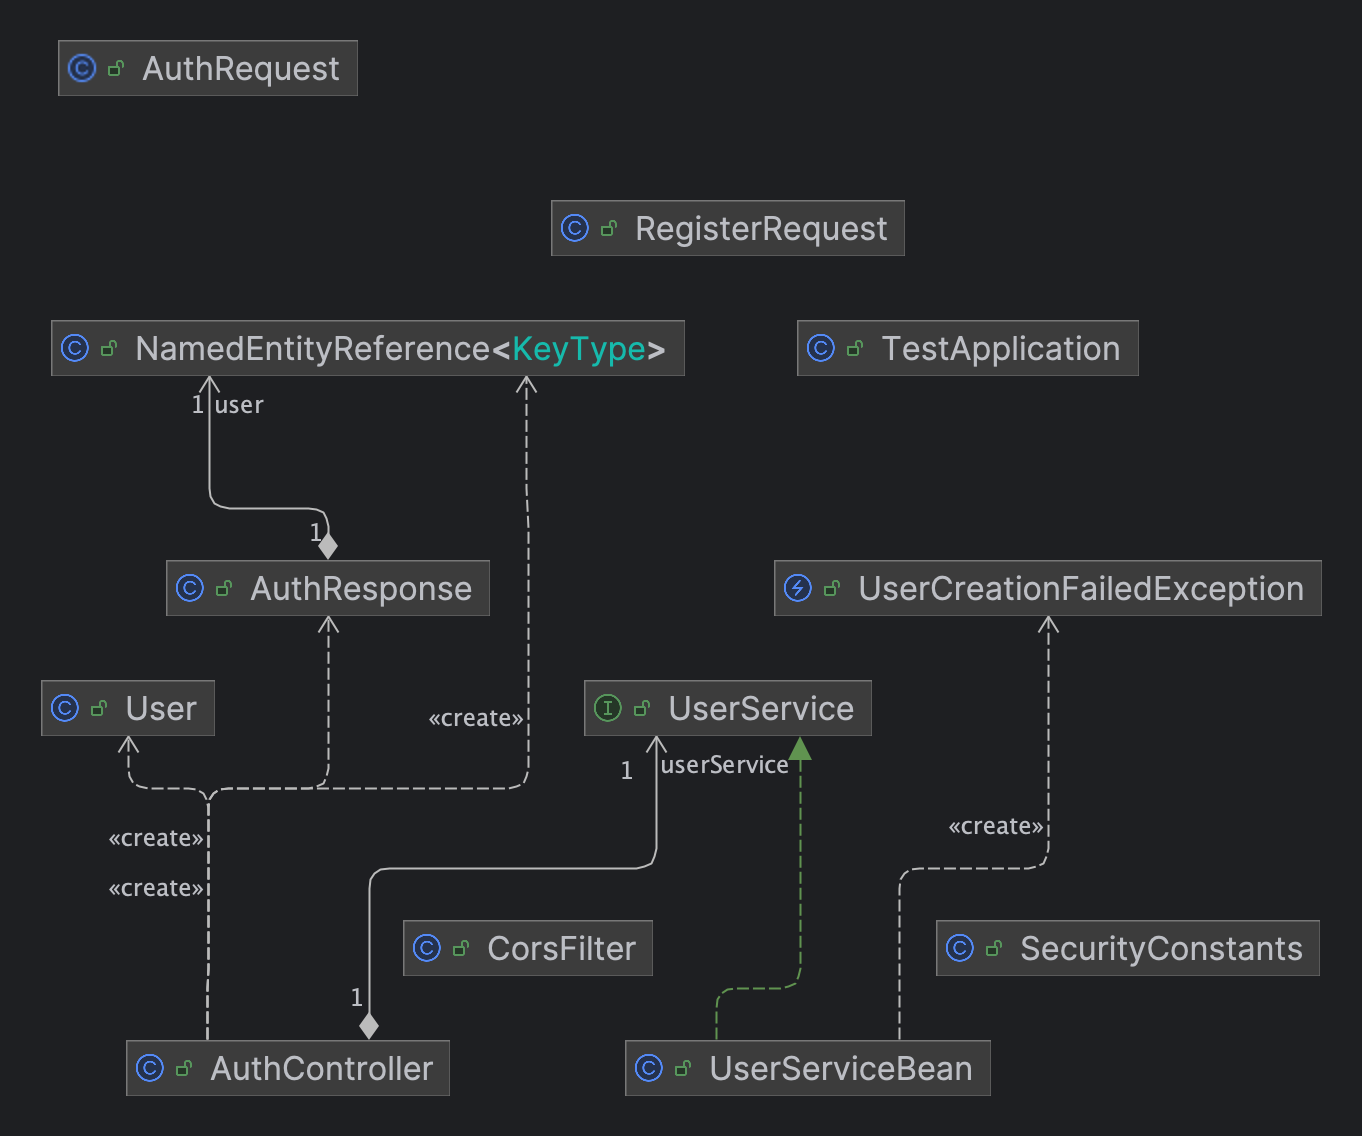 AuthRequest
RegisterRequest
NamedEntityReference<KeyType>
TestApplication
1 user
1
AuthResponse
UserCreationFailedException
User
UserService
«create»
1 userService
«create»
«create»
«create»
CorsFilter
SecurityConstants
1
AuthController
UserServiceBean